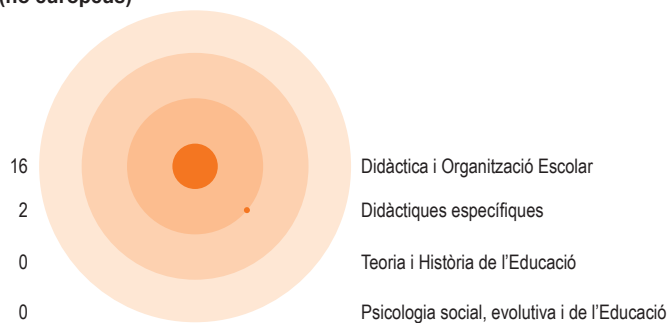 (no europeus)
16 Didàctica i Organització Escolar
2 Didàctiques específiques
0 Teoria i Història de l’Educació
0 Psicologia social, evolutiva i de l’Educació